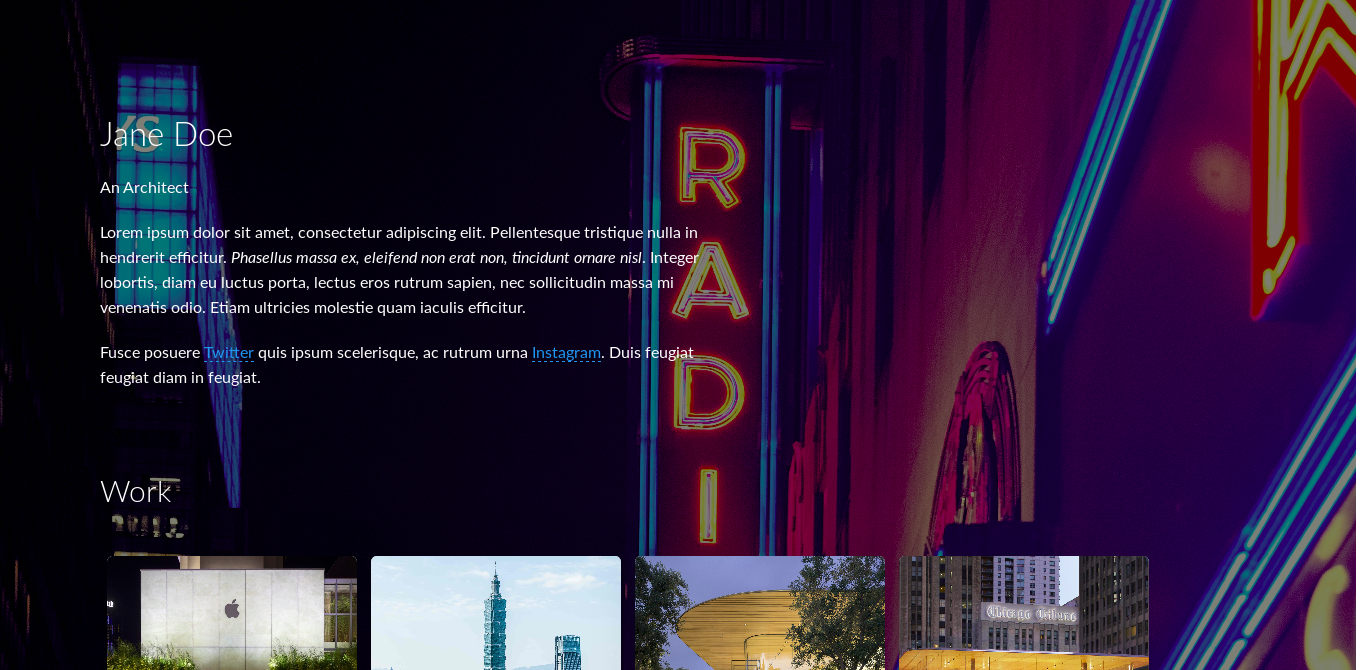 Jane Doe
An Architect
Lorem ipsum dolor sit amet, consectetur adipiscing elit. Pellentesque tristique nulla in
hendrerit efficitur. Phasellus massa ex, eleifend non erat non, tincidunt ornare nisl. Integer
lobortis, diam eu luctus porta, lectus eros rutrum sapien, nec sollicitudin massa mi
venenatis odio. Etiam ultricies molestie quam iaculis efficitur.
Fusce posuere Twitter quis ipsum scelerisque, ac rutrum urna Instagram. Duis feugiat
feugiat diam in feugiat.
RADI
Work
Chicago Tribune